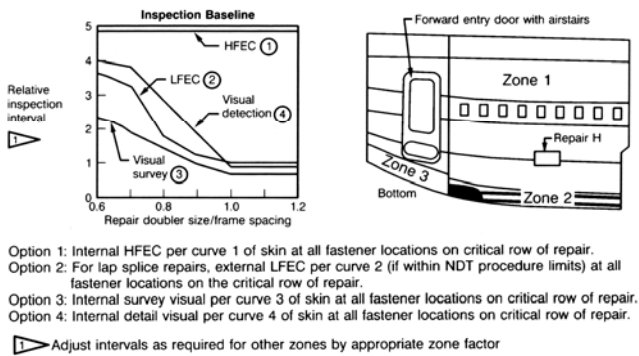 Inspection Baseline
5
4
3
2
1
0
Relative
inspection
interval
1
HFEC 1
LFEC 2
Visual
detection 4
Visual
survey 3
0.6 0.8 1.0 1.2
Repair doubler size/frame spacing
Forward entry door with airstairs
Zone 1
Repair H
Zone 3
Bottom
Zone 2
Option 1: Internal HFEC per curve 1 of skin at all fastener locations on critical row of repair.
Option 2: For lap splice repairs, external LFEC per curve 2 (if within NDT procedure limits) at all
fastener locations on the critical row of repair.
Option 3: Internal survey visual per curve 3 of skin at all fastener locations on critical row of repair.
Option 4: Internal detail visual per curve 4 of skin at all fastener locations on critical row of repair.
1 Adjust intervals as required for other zones by appropriate zone factor